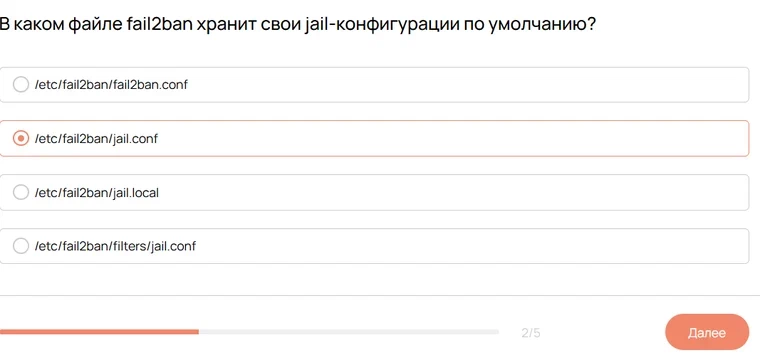 В каком файле fail2ban хранит свои jail-конфигурации по умолчанию?
/etc/fail2ban/fail2ban.conf
/etc/fail2ban/jail.conf
/etc/fail2ban/jail.local
/etc/fail2ban/filters/jail.conf
2/5
Далее